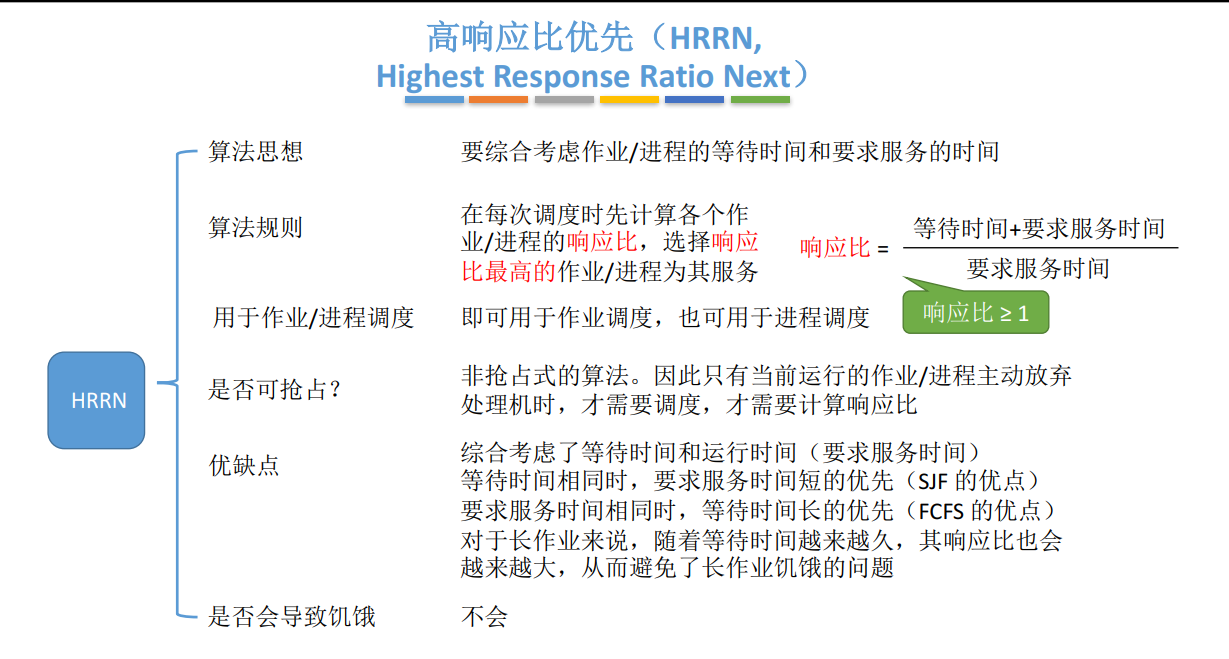 高响应比优先（HRRN,
Highest Response Ratio Next）
算法思想
要综合考虑作业/进程的等待时间和要求服务的时间
算法规则
在每次调度时先计算各个作
业/进程的响应比，选择响应
比最高的作业/进程为其服务
响应比 =
等待时间+要求服务时间
要求服务时间
响应比 ≥ 1
用于作业/进程调度
即可用于作业调度，也可用于进程调度
HRRN
是否可抢占？
非抢占式的算法。因此只有当前运行的作业/进程主动放弃
处理机时，才需要调度，才需要计算响应比
优缺点
综合考虑了等待时间和运行时间（要求服务时间）
等待时间相同时，要求服务时间短的优先（SJF 的优点）
要求服务时间相同时，等待时间长的优先（FCFS 的优点）
对于长作业来说，随着等待时间越来越久，其响应比也会
越来越大，从而避免了长作业饥饿的问题
是否会导致饥饿
不会